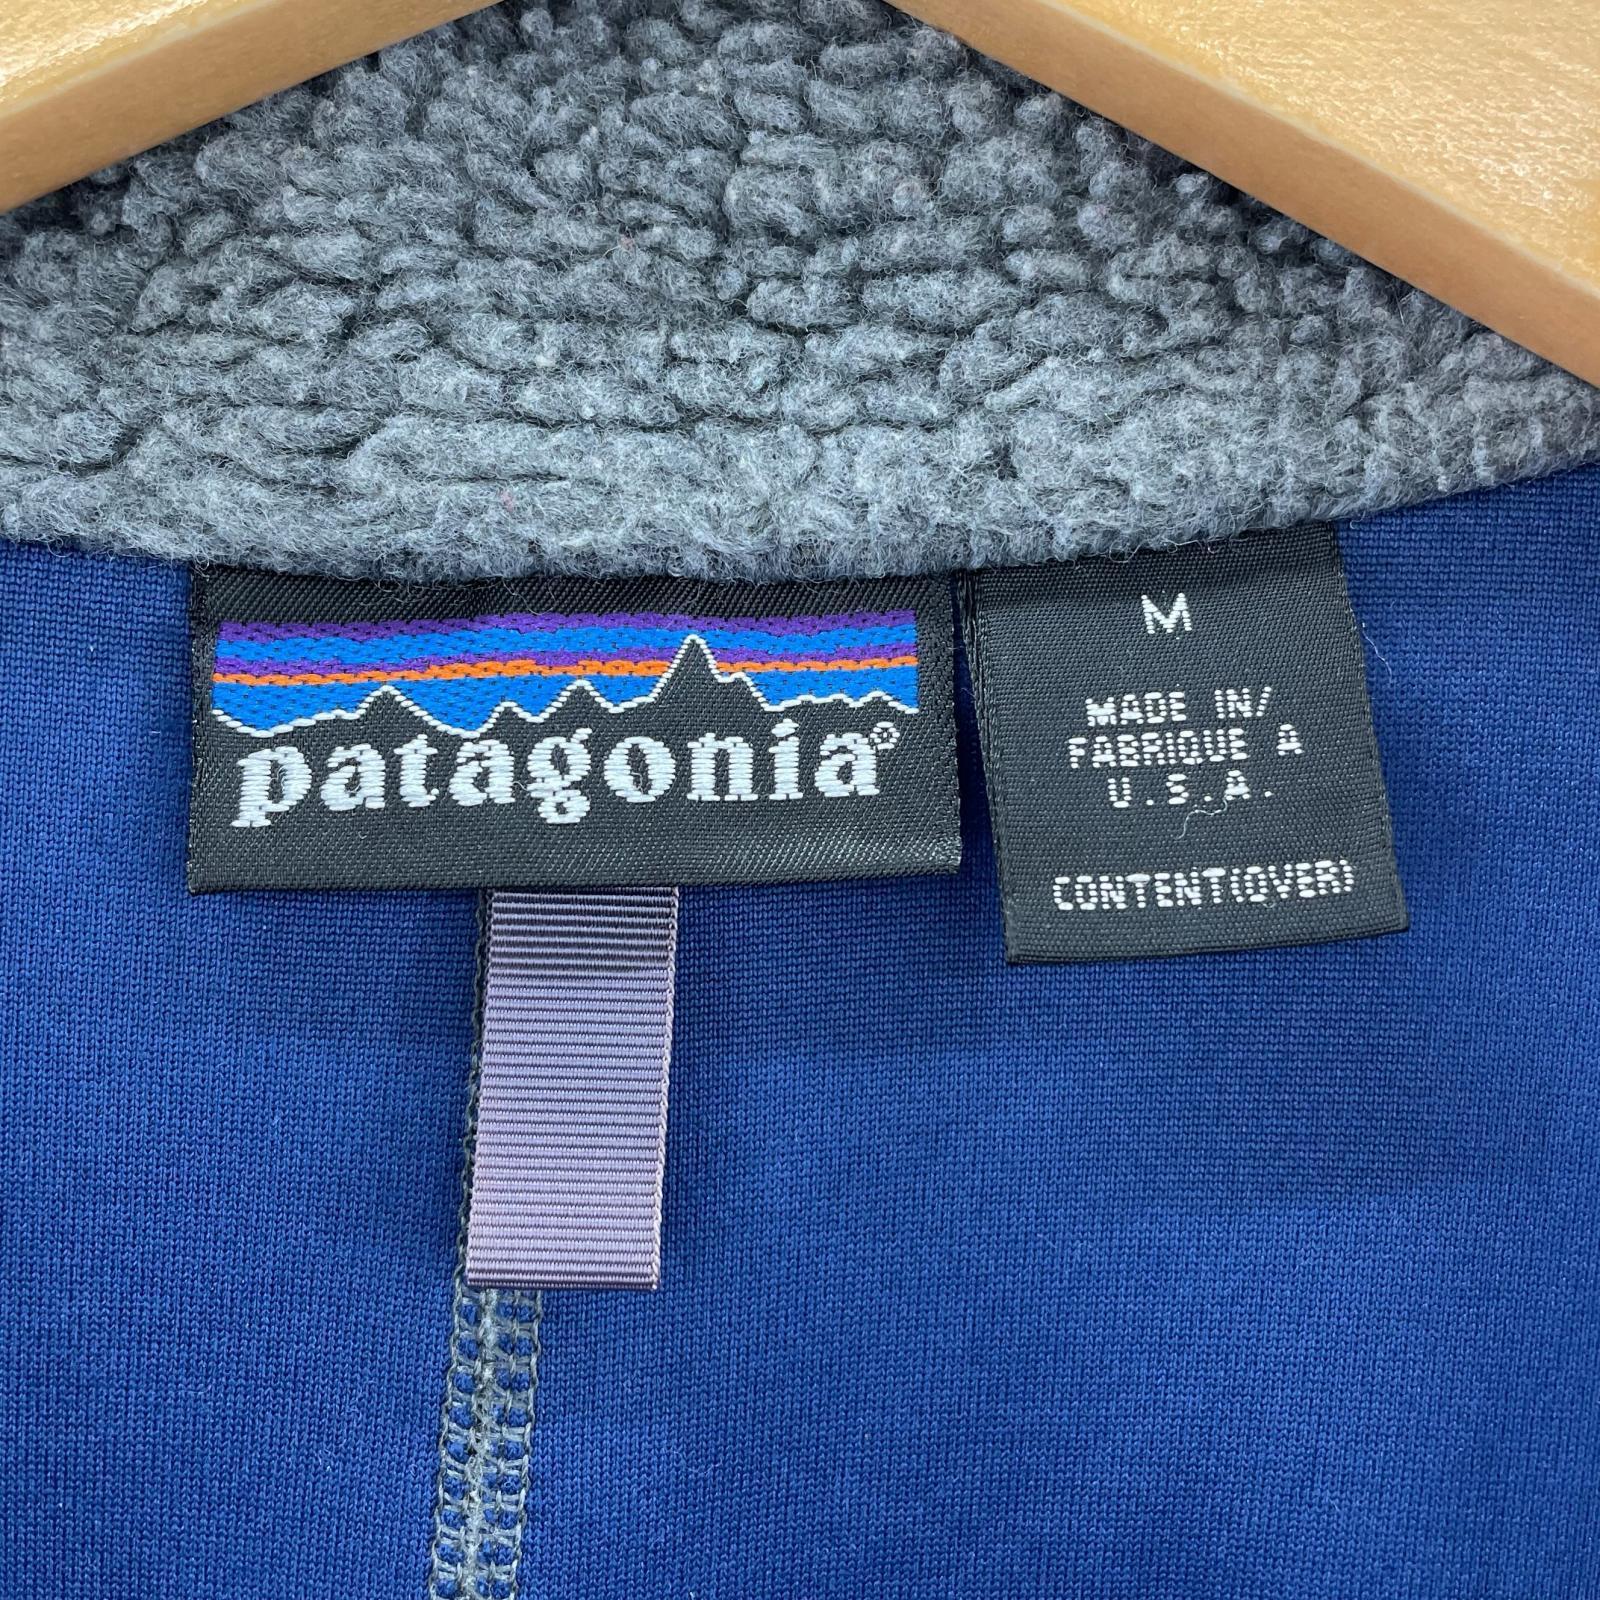 patagonia®
M
MADE IN/
FABRIQUE A
U.S.A.
CONTENT(OVER)